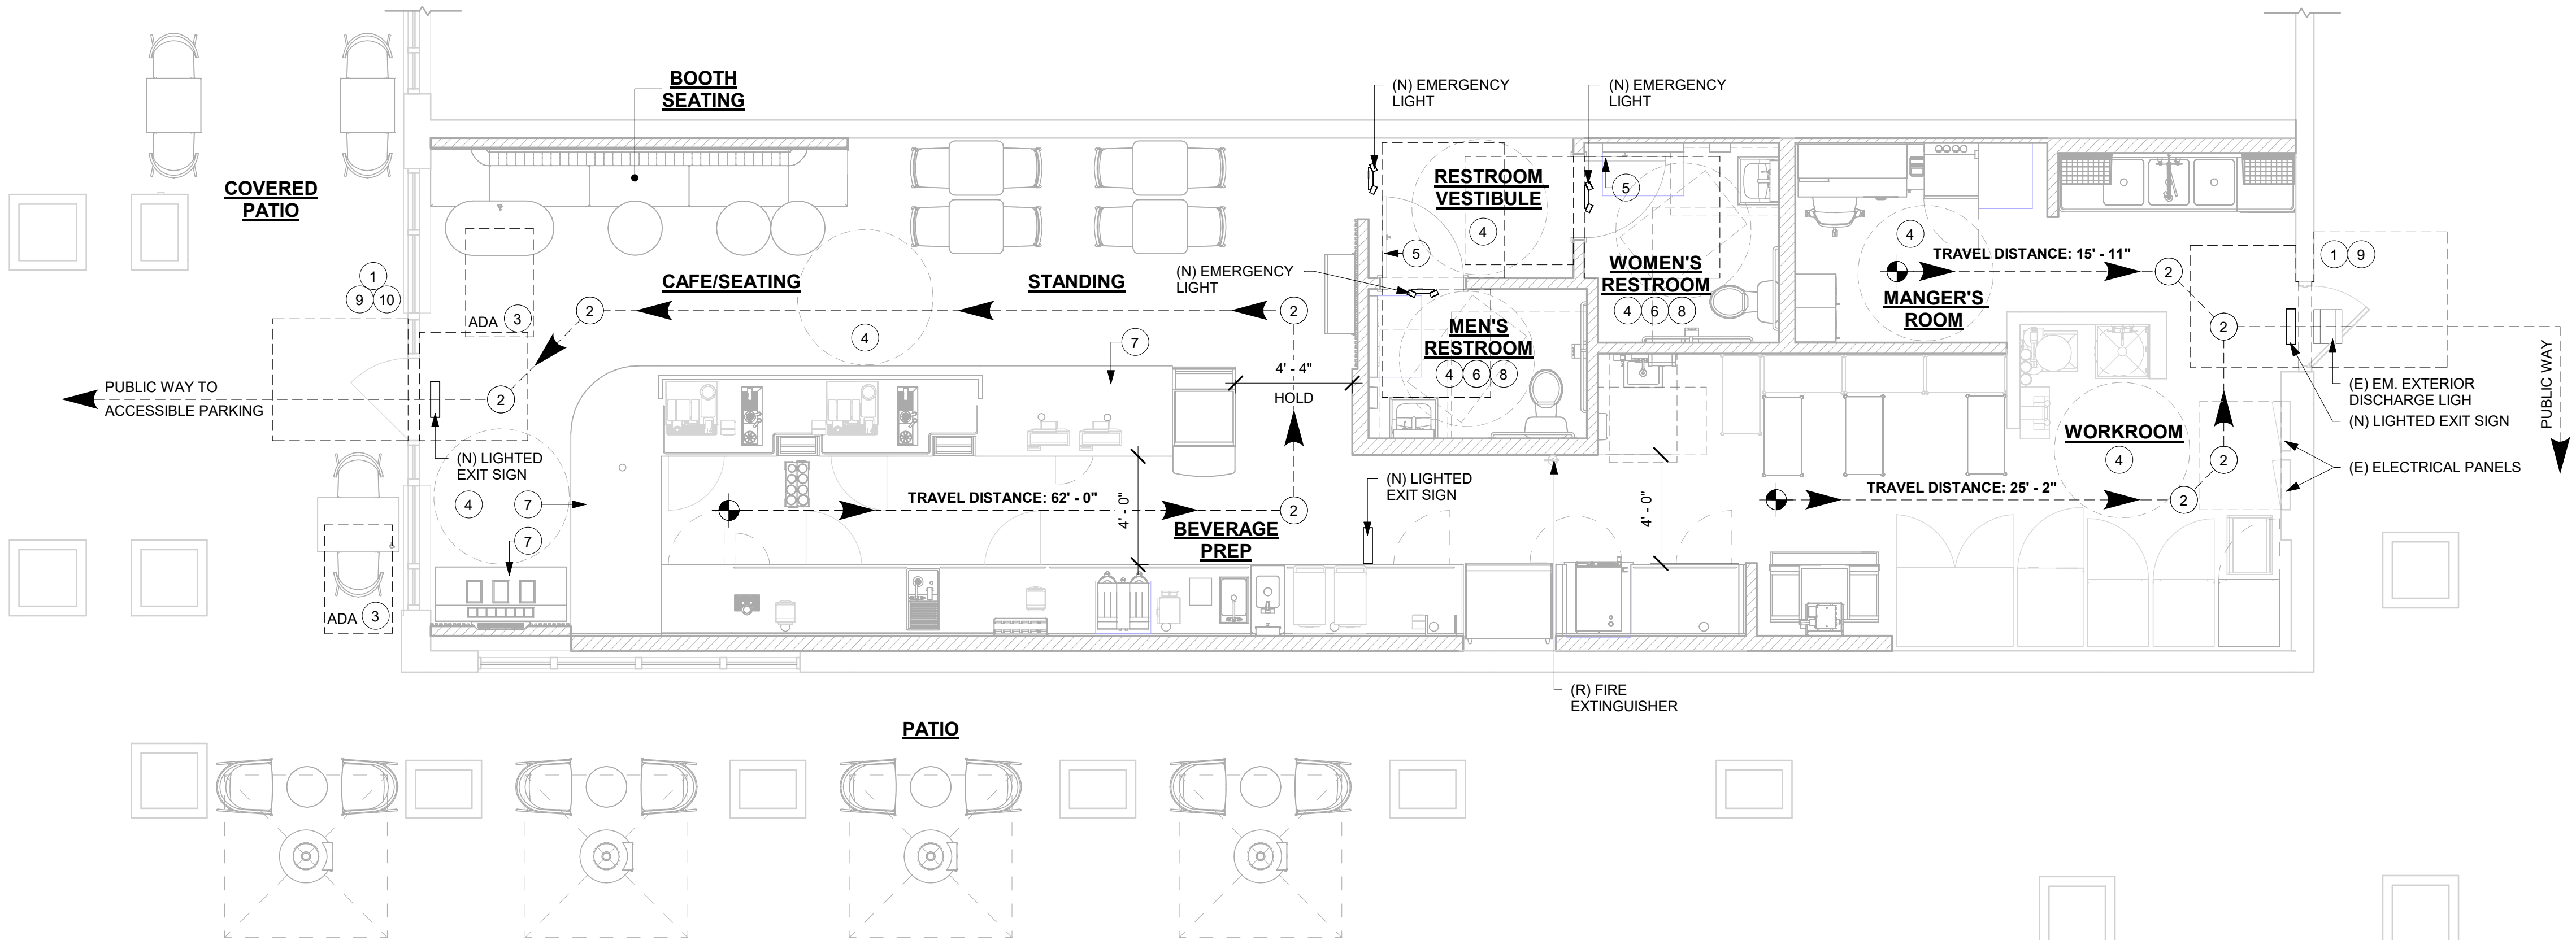 BOOTH
SEATING
(N) EMERGENCY
LIGHT
(N) EMERGENCY
LIGHT
COVERED
PATIO
RESTROOM
VESTIBULE
4
5
5
4
TRAVEL DISTANCE: 15' - 11"
2
1 9
1
9 10
CAFE/SEATING
STANDING
(N) EMERGENCY
LIGHT
WOMEN'S
RESTROOM
4 6 8
MANGER'S
ROOM
ADA 3
2
2
4
7
MEN'S
RESTROOM
4 6 8
2
PUBLIC WAY TO
ACCESSIBLE PARKING
2
4' - 4"
HOLD
(E) EM. EXTERIOR
DISCHARGE LIGH
(N) LIGHTED EXIT SIGN
PUBLIC WAY
WORKROOM
4
2
(E) ELECTRICAL PANELS
(N) LIGHTED
EXIT SIGN
4
7
7
TRAVEL DISTANCE: 62' - 0"
4' - 0"
2
BEVERAGE
PREP
(N) LIGHTED
EXIT SIGN
4' - 0"
TRAVEL DISTANCE: 25' - 2"
2
ADA 3
(R) FIRE
EXTINGUISHER
PATIO